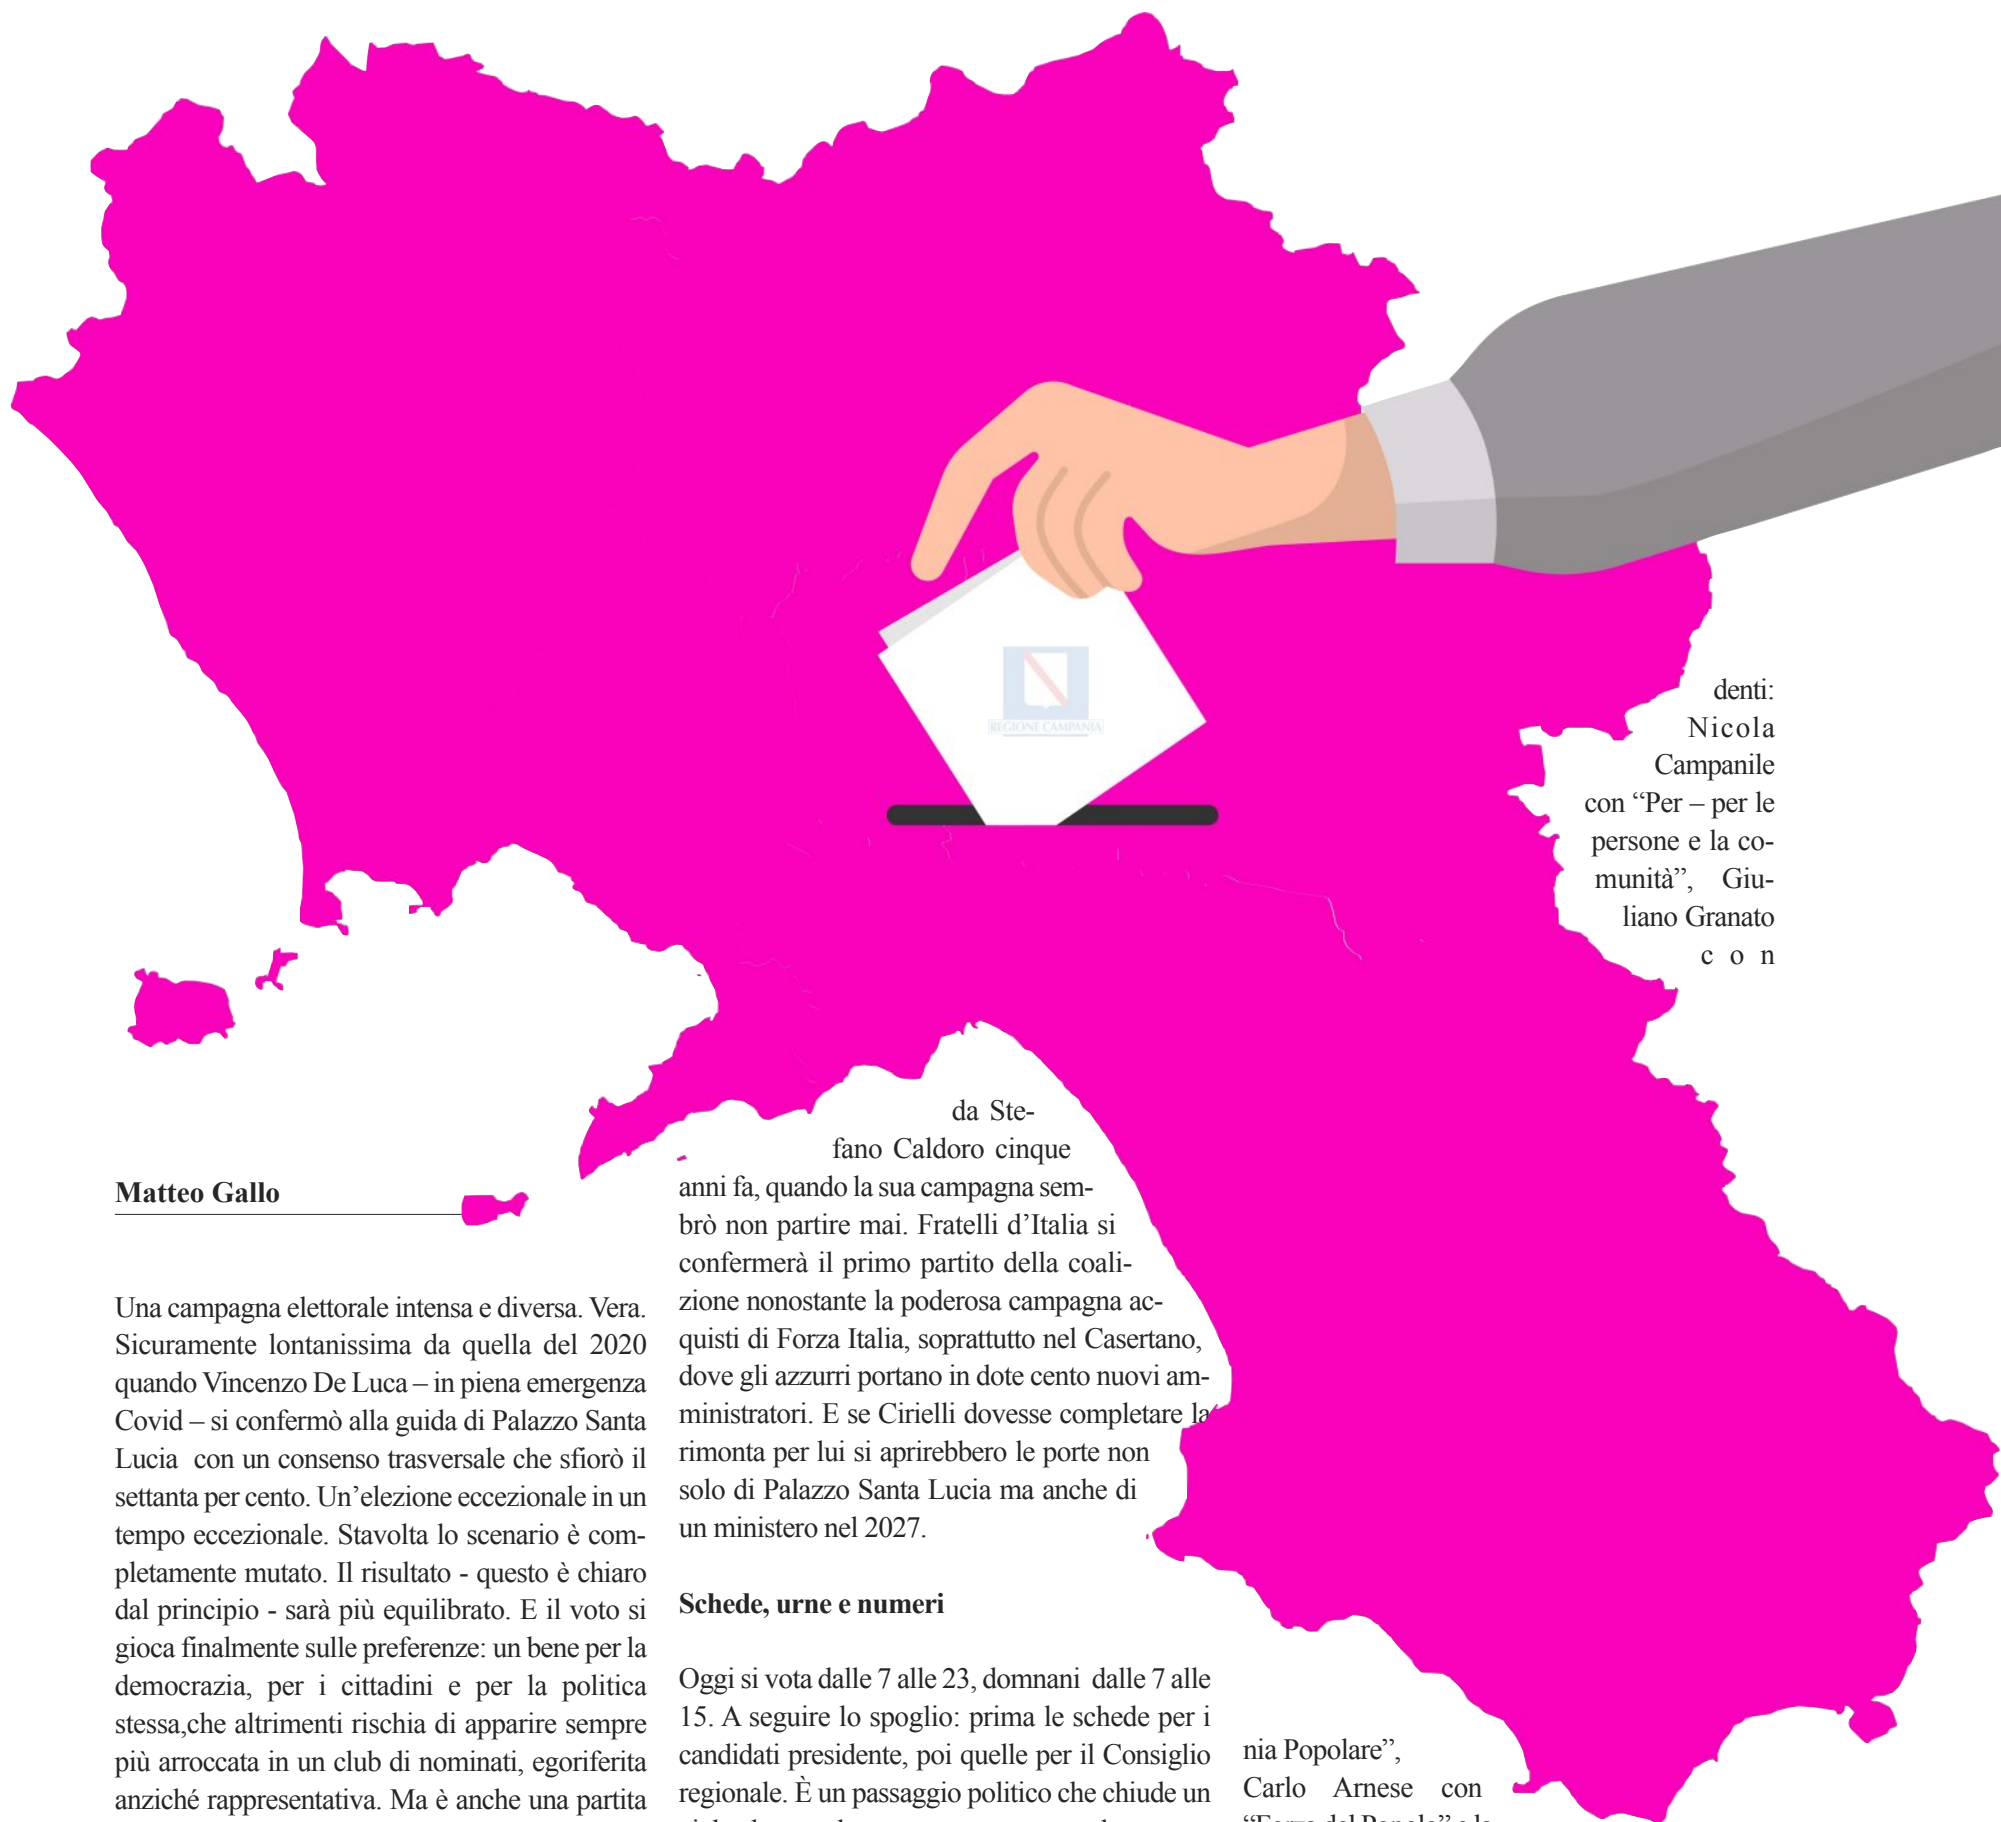 REGIONE CAMPANIA
Matteo Gallo
Una campagna elettorale intensa e diversa. Vera.
Sicuramente lontanissima da quella del 2020
quando Vincenzo De Luca – in piena emergenza
Covid – si confermò alla guida di Palazzo Santa
Lucia con un consenso trasversale che sfiorò il
settanta per cento. Un’elezione eccezionale in un
tempo eccezionale. Stavolta lo scenario è com-
pletamente mutato. Il risultato - questo è chiaro
dal principio - sarà più equilibrato. E il voto si
gioca finalmente sulle preferenze: un bene per la
democrazia, per i cittadini e per la politica
stessa,che altrimenti rischia di apparire sempre
più arroccata in un club di nominati, egoriferita
anziché rappresentativa. Ma è anche una partita
da Ste-
fano Caldoro cinque
anni fa, quando la sua campagna sem-
brò non partire mai. Fratelli d’Italia si
confermerà il primo partito della coali-
zione nonostante la poderosa campagna ac-
quisti di Forza Italia, soprattutto nel Casertano,
dove gli azzurri portano in dote cento nuovi am-
ministratori. E se Cirielli dovesse completare la
rimonta per lui si aprirebbero le porte non
solo di Palazzo Santa Lucia ma anche di
un ministero nel 2027.
Schede, urne e numeri
Oggi si vota dalle 7 alle 23, domnani dalle 7 alle
15. A seguire lo spoglio: prima le schede per i
candidati presidente, poi quelle per il Consiglio
regionale. È un passaggio politico che chiude un
denti:
Nicola
Campanile
con “Per – per le
persone e la co-
munità”, Giu-
liano Granato
con
nia Popolare”,
Carlo Arnese con